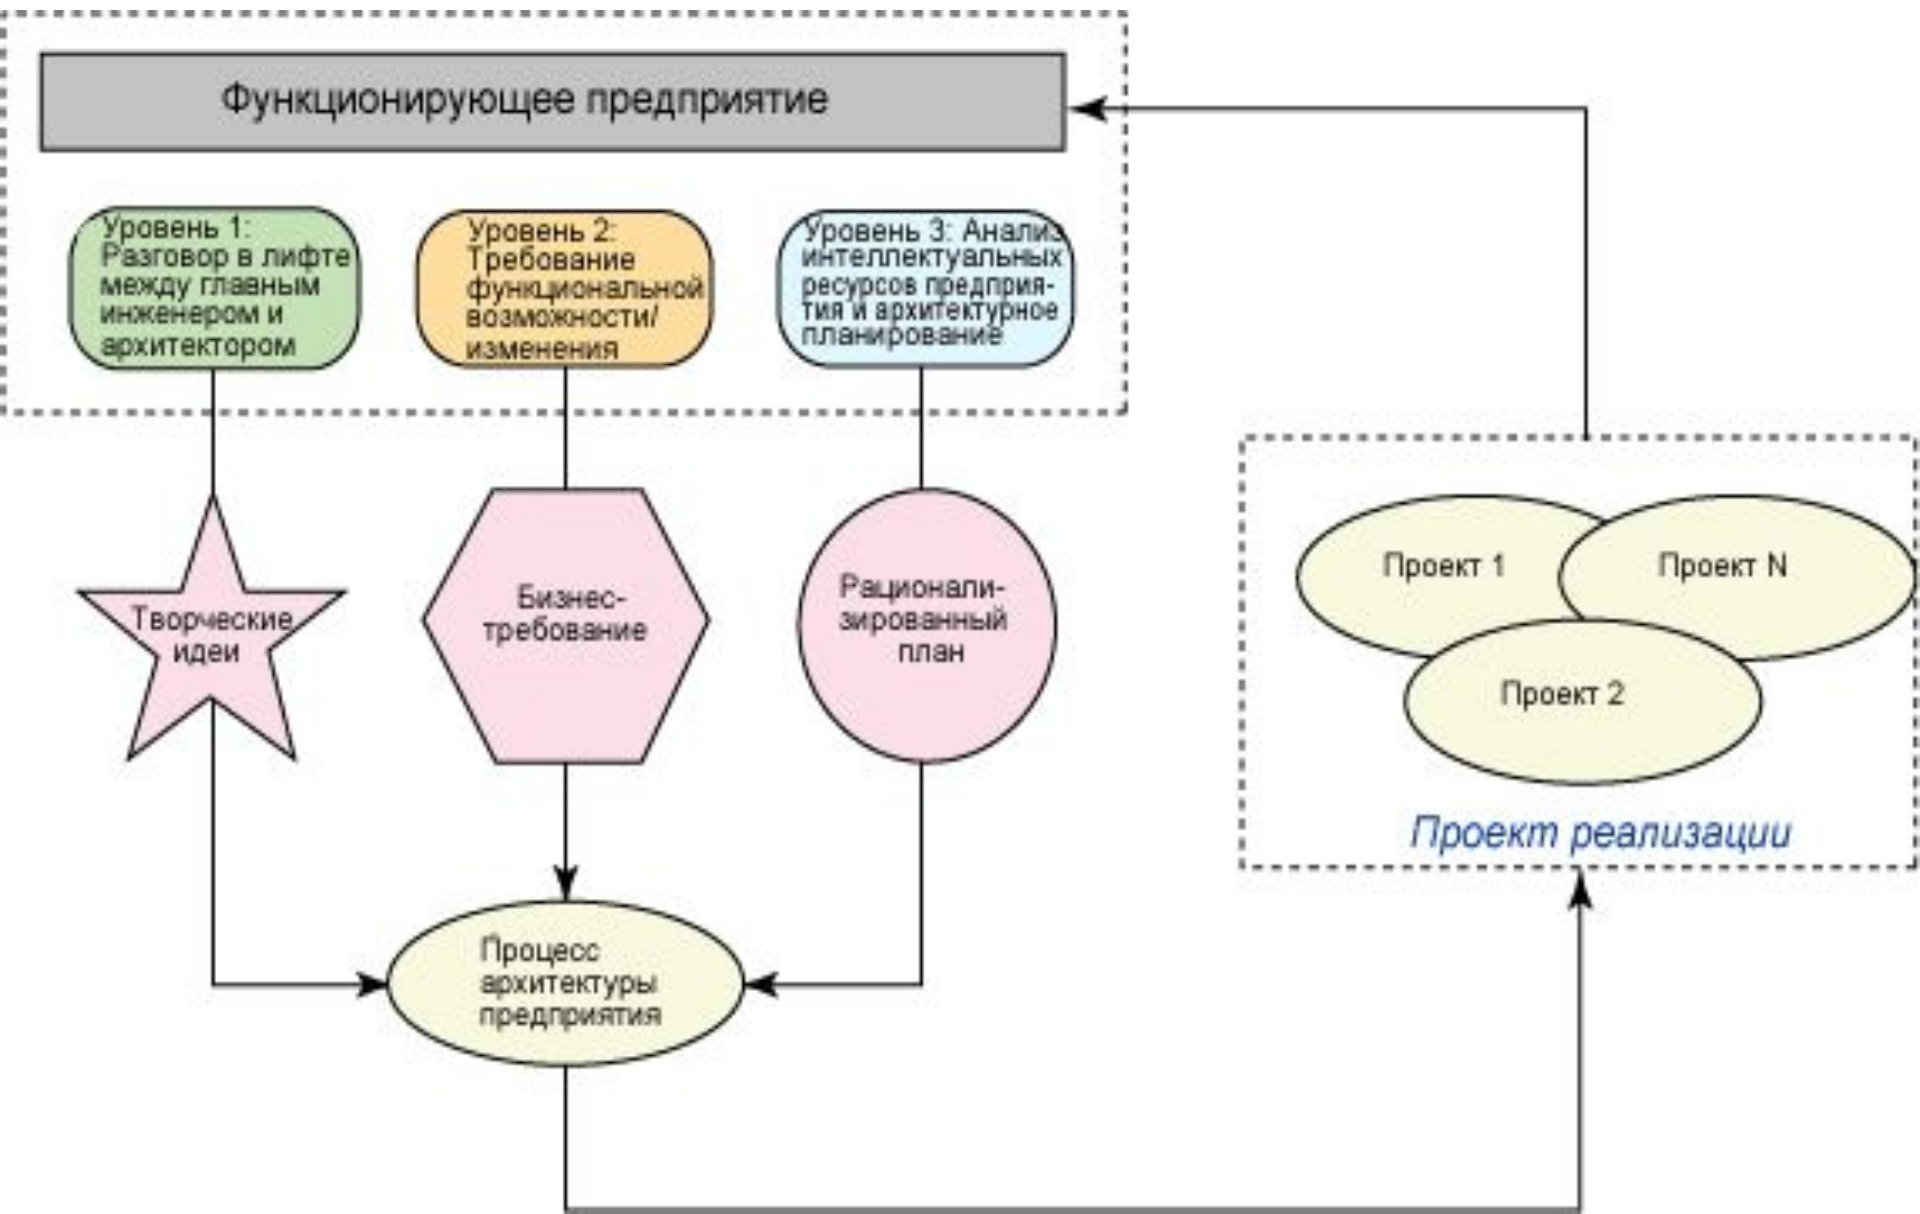 Функционирующее предприятие
Уровень 1:
Разговор в лифте
между главным
инженером и
архитектором
Уровень 2:
Требование
функциональной
возможности/
изменения
Уровень 3: Анализ
интеллектуальных
ресурсов предприя-
тия и архитектурное
планирование
Творческие
идеи
Бизнес-
требование
Рационали-
зированный
план
Проект 1
Проект N
Проект 2
Проект реализации
Процесс
архитектуры
предприятия